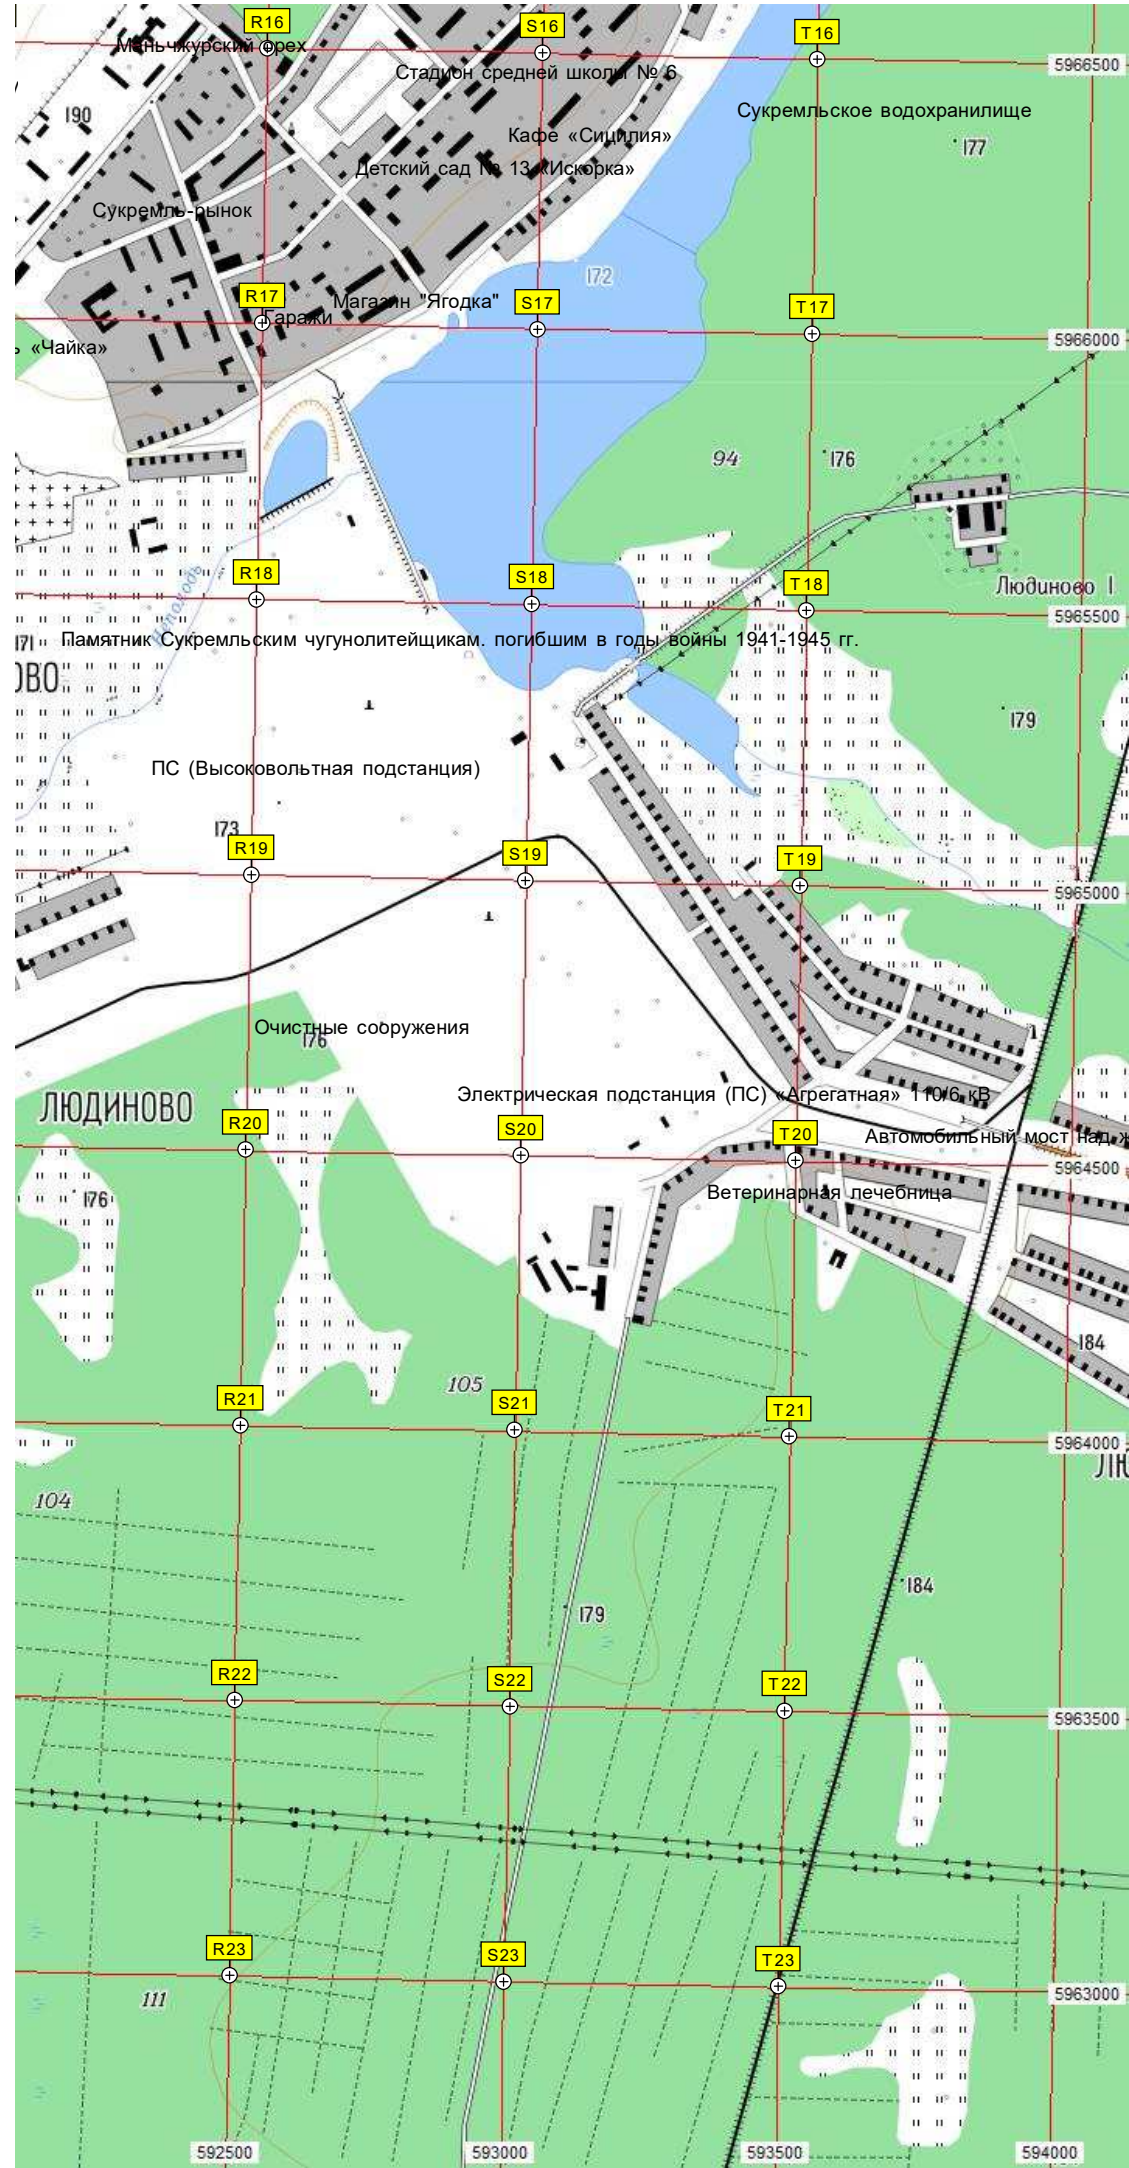 R16
S16
T16
Маньчжурский орех
5966500
Стадион средней школы № 6
190
Сукремльское водохранилище
Кафе «Сицилия»
177
Детский сад № 13 «Искорка»
Сукремль-рынок
172
R17
Магазин "Ягодка"
S17
T17
Гаражи
5966000
ь «Чайка»
94
176
R18
S18
T18
Людиново I
Неполодь
5965500
171
Памятник Сукремльским чугунолитейщикам. погибшим в годы войны 1941-1945 гг.
ОВО
179
ПС (Высоковольтная подстанция)
173
R19
S19
T19
5965000
Очистные сооружения
176
Электрическая подстанция (ПС) «Агрегатная» 110/6 кВ
ЛЮДИНОВО
R20
S20
T20
Автомобильный мост над ж
5964500
176
Ветеринарная лечебница
184
105
R21
S21
T21
5964000
ЛЮ
104
184
179
R22
S22
T22
5963500
R23
S23
T23
5963000
111
592500
593000
593500
594000